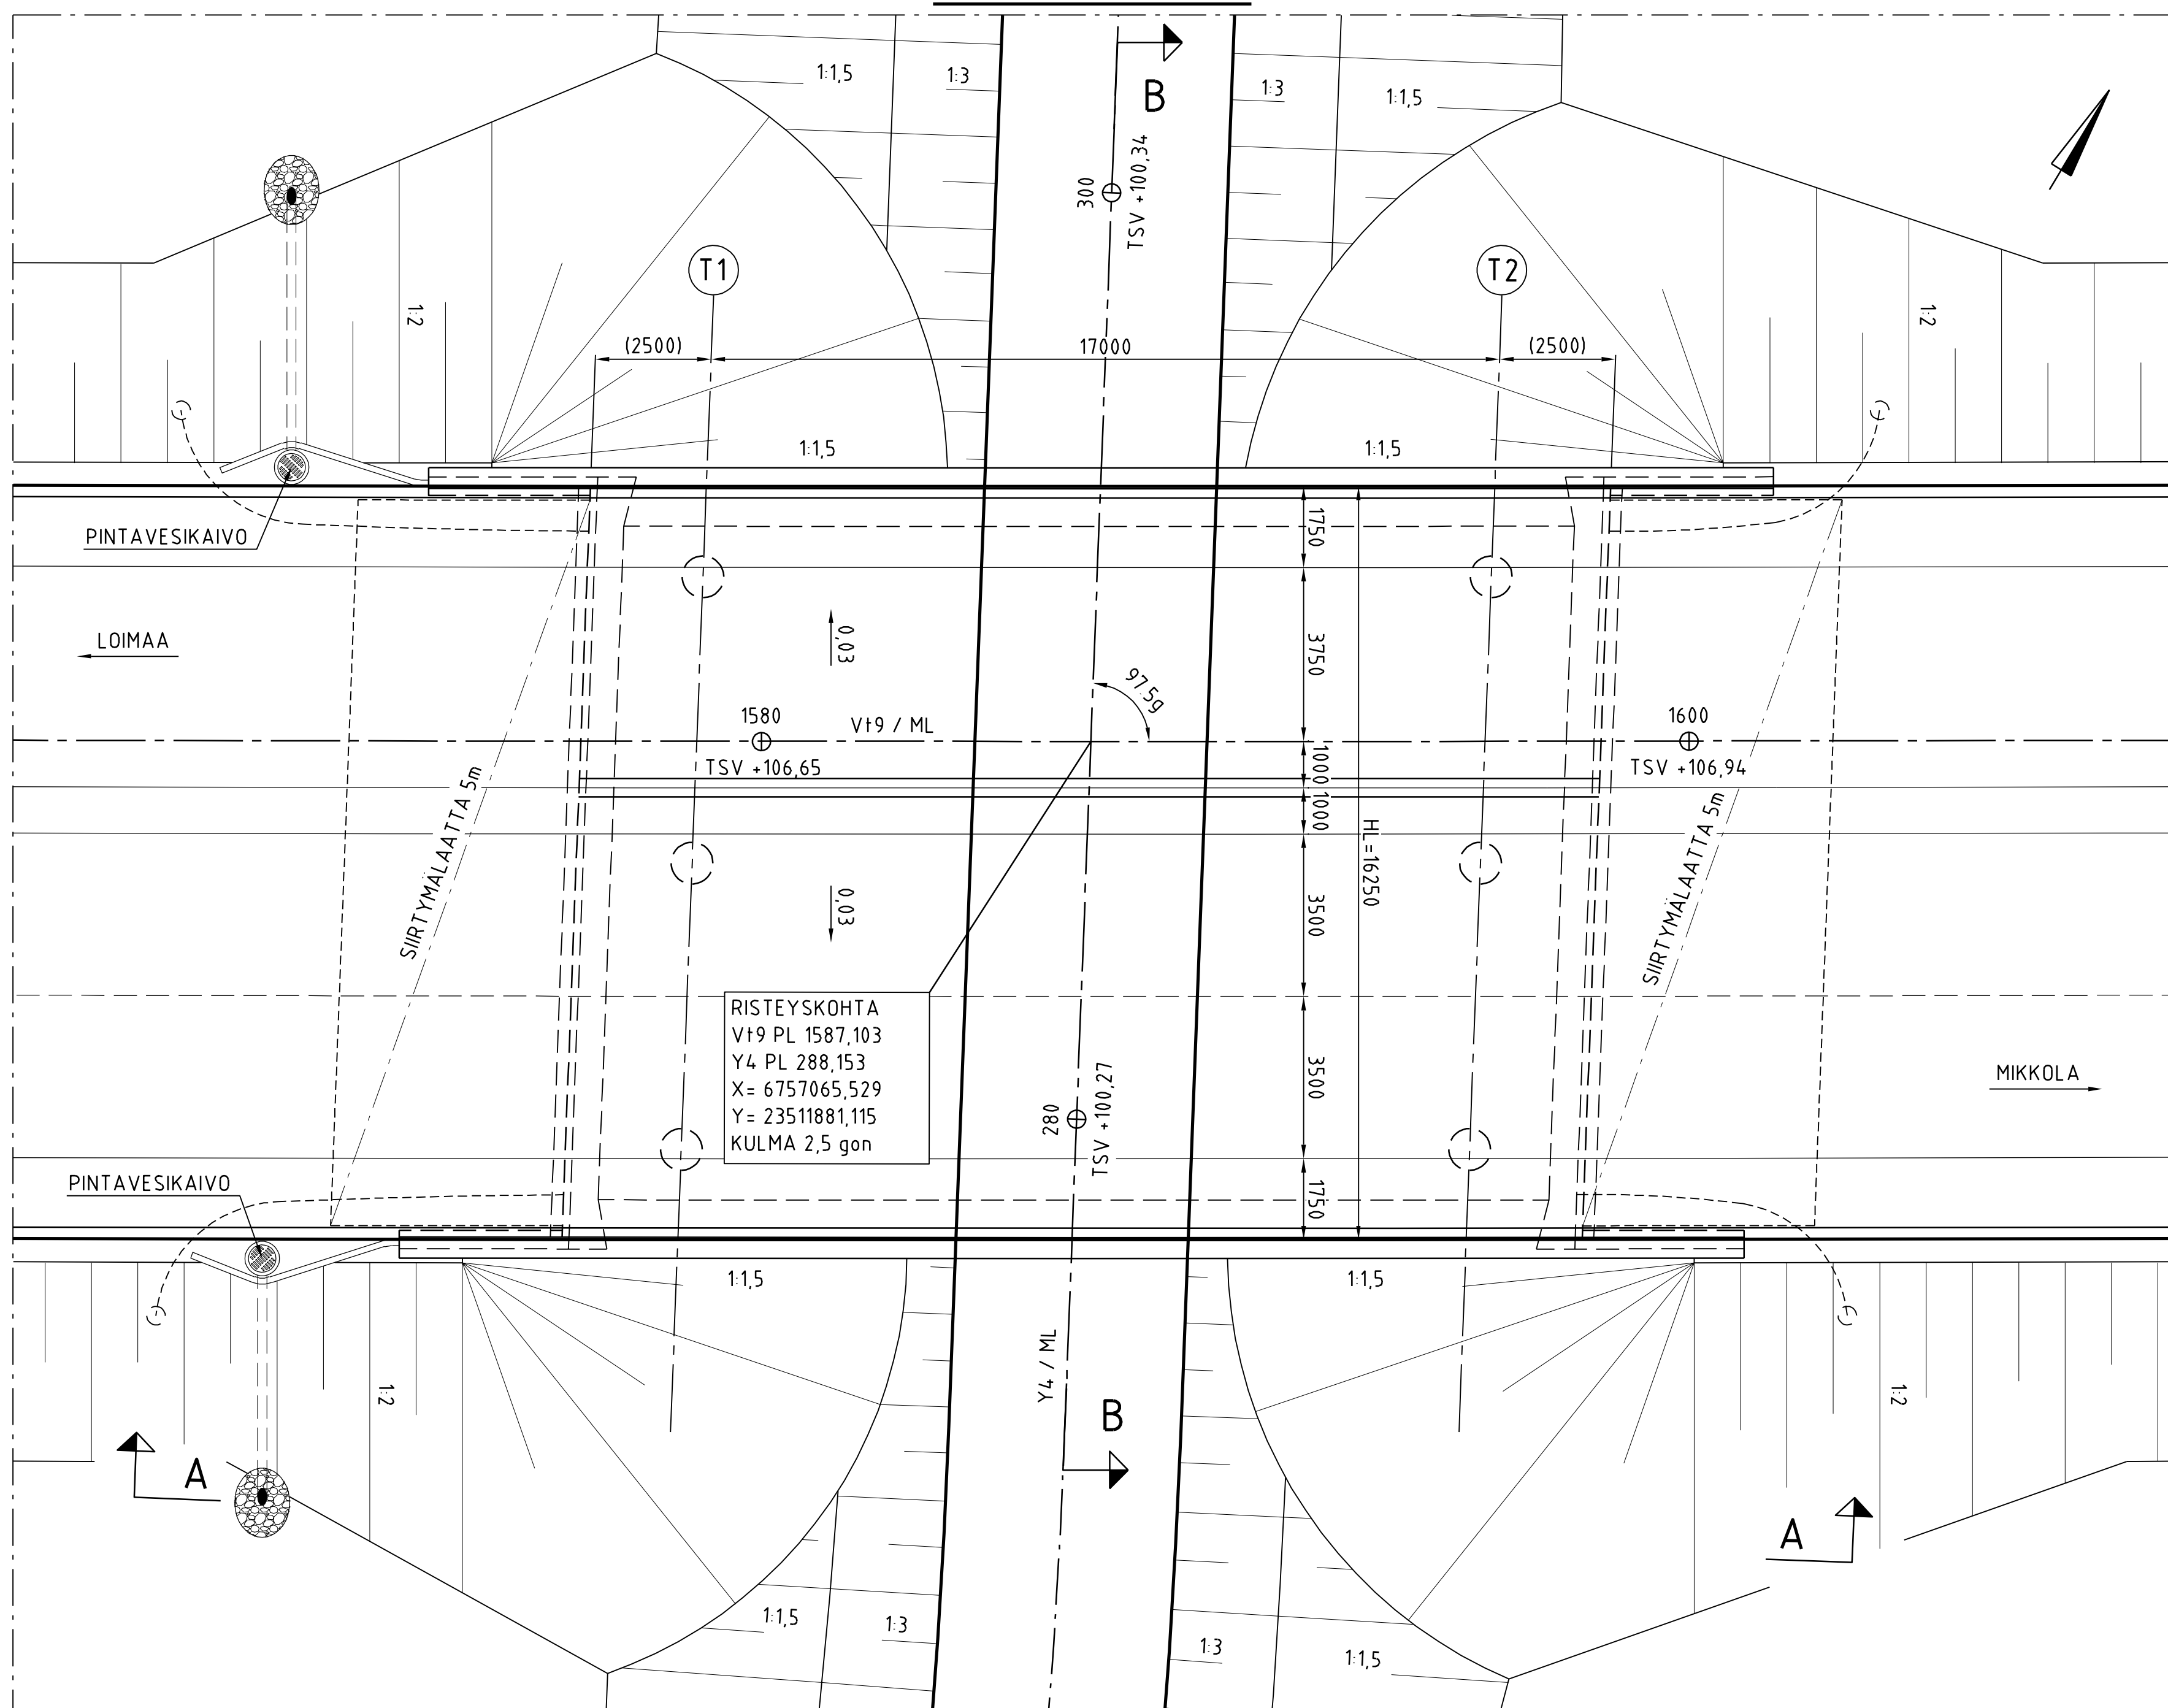 1:1,5
1:3
B
1:3
1:1,5
300
TSV +100,34
T1
T2
1:2
1:2
(2500)
17000
(2500)
1:1,5
1:1,5
PINTAVESIKAIVO
1750
LOIMAA
0,03
3750
97.5g
1580
Vt9 / ML
1600
TSV +106,65
TSV +106,94
1000
1000
SIIRTYMÄLAATTA 5m
SIIRTYMÄLAATTA 5m
HL=16250
0,03
3500
RISTEYSKOHTA
Vt9 PL 1587,103
Y4 PL 288,153
X= 6757065,529
Y= 23511881,115
KULMA 2,5 gon
280
TSV +100,27
3500
MIKKOLA
PINTAVESIKAIVO
1750
1:1,5
1:1,5
Y4 / ML
1:2
1:2
B
A
A
1:1,5
1:3
1:3
1:1,5